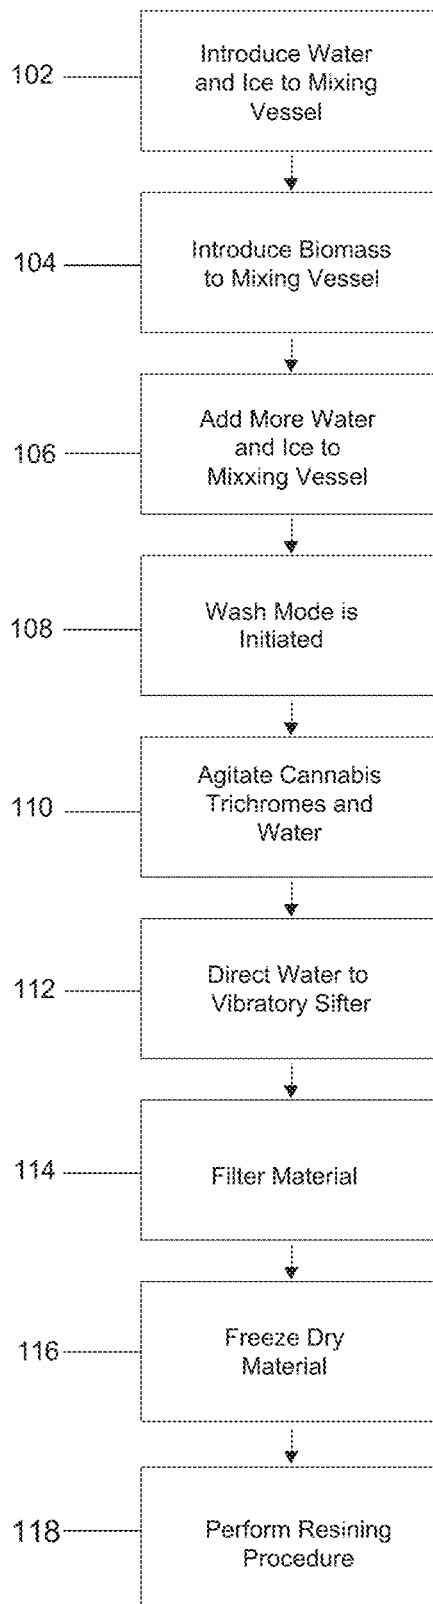 102
Introduce Water
and Ice to Mixing
Vessel
104
Introduce Biomass
to Mixing Vessel
106
Add More Water
and Ice to
Mixxing Vessel
108
Wash Mode is
Initiated
110
Agitate Cannabis
Trichromes and
Water
112
Direct Water to
Vibratory Sifter
114
Filter Material
116
Freeze Dry
Material
118
Perform Resining
Procedure